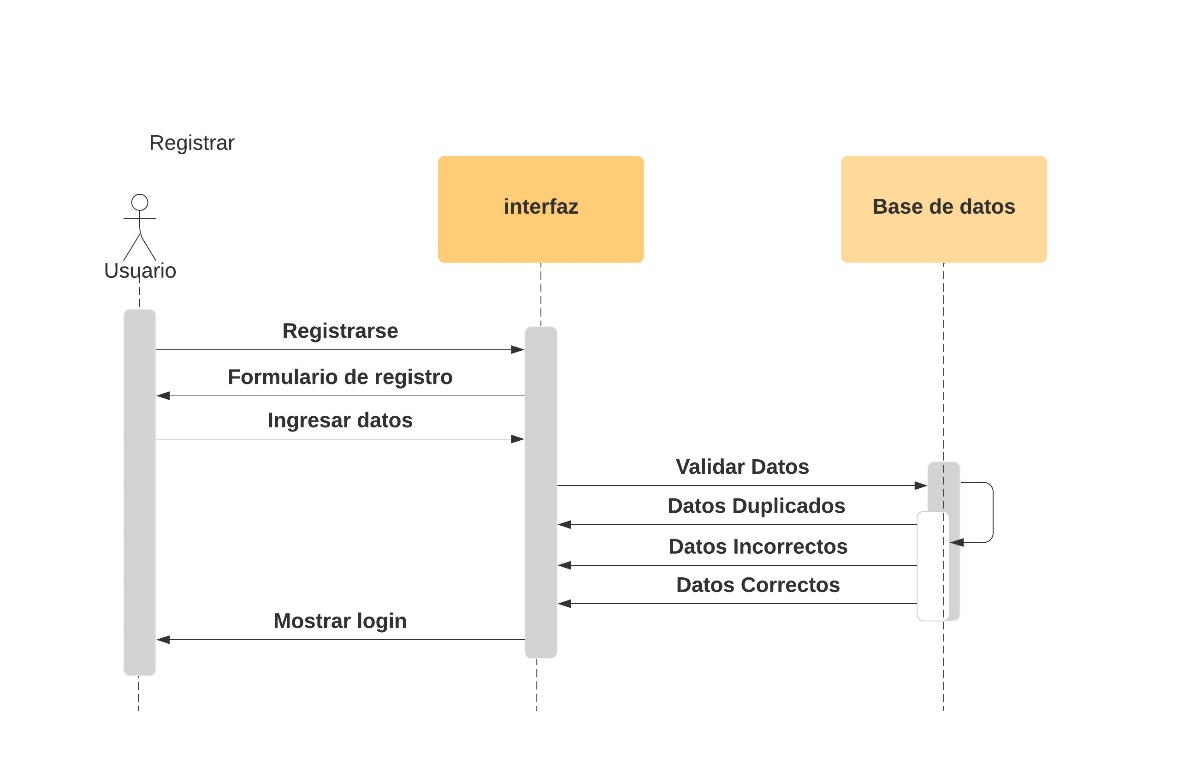 Registrar
interfaz
Base de datos
Usuario
Registrarse
Formulario de registro
Ingresar datos
Validar Datos
Datos Duplicados
Datos Incorrectos
Datos Correctos
Mostrar login